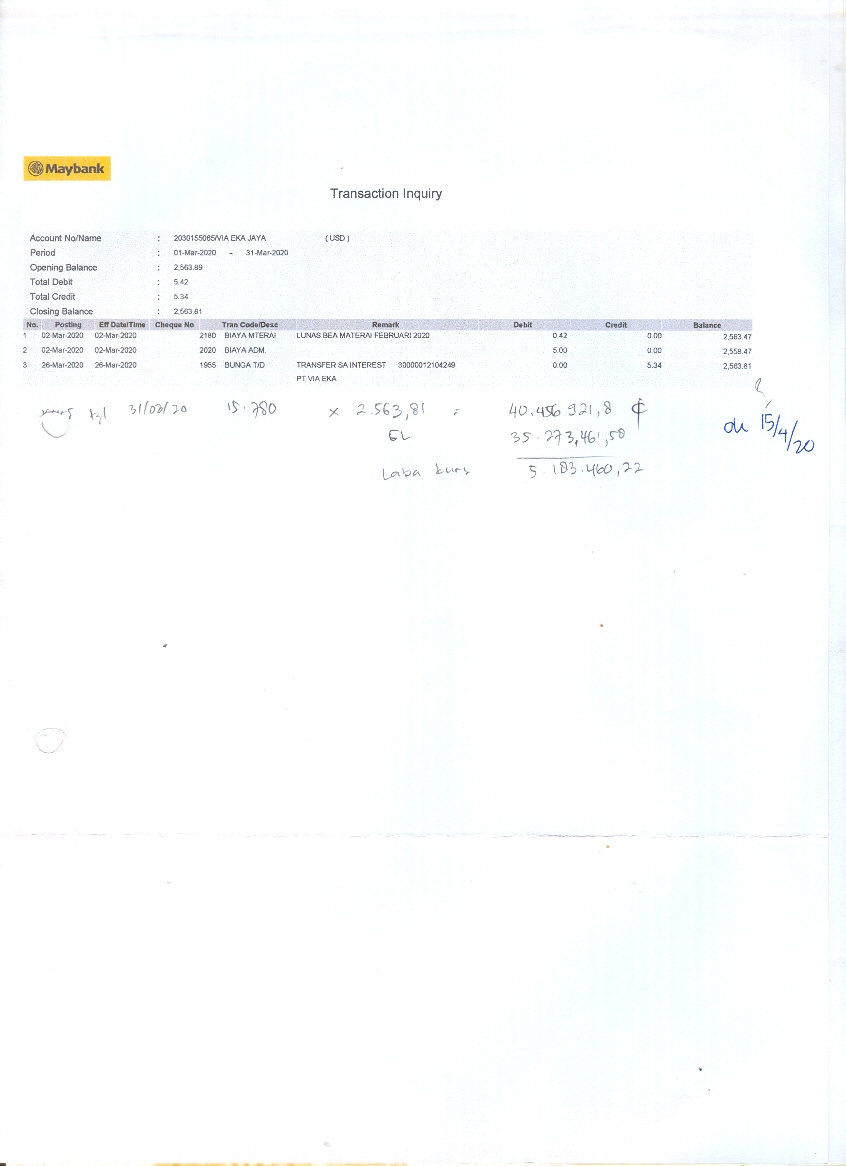 Maybank
Transaction Inquiry
Account No/Name : 2030155065/VIA EKA JAYA (USD)
Period : 01-Mar-2020 - 31-Mar-2020
Opening Balance : 2,563.89
Total Debit : 5.42
Total Credit : 5.34
Closing Balance : 2,563.81
No. Posting Eff Date/Time Cheque No Tran Code/Desc Remark Debit Credit Balance
1 02-Mar-2020 02-Mar-2020 2180 BIAYA MTERAI LUNAS BEA MATERAI FEBRUARI 2020 0.42 0.00 2,563.47
2 02-Mar-2020 02-Mar-2020 2020 BIAYA ADM. 5.00 0.00 2,558.47
3 26-Mar-2020 26-Mar-2020 1955 BUNGA T/D TRANSFER SA INTEREST 30000012104249 0.00 5.34 2,563.81
PT VIA EKA
tgl 31/03/20 15.780 x 2.563,81 = 40.456.921,8
GL 35.273,461,58
Laba kurs 5.183.460,22
15/4/20